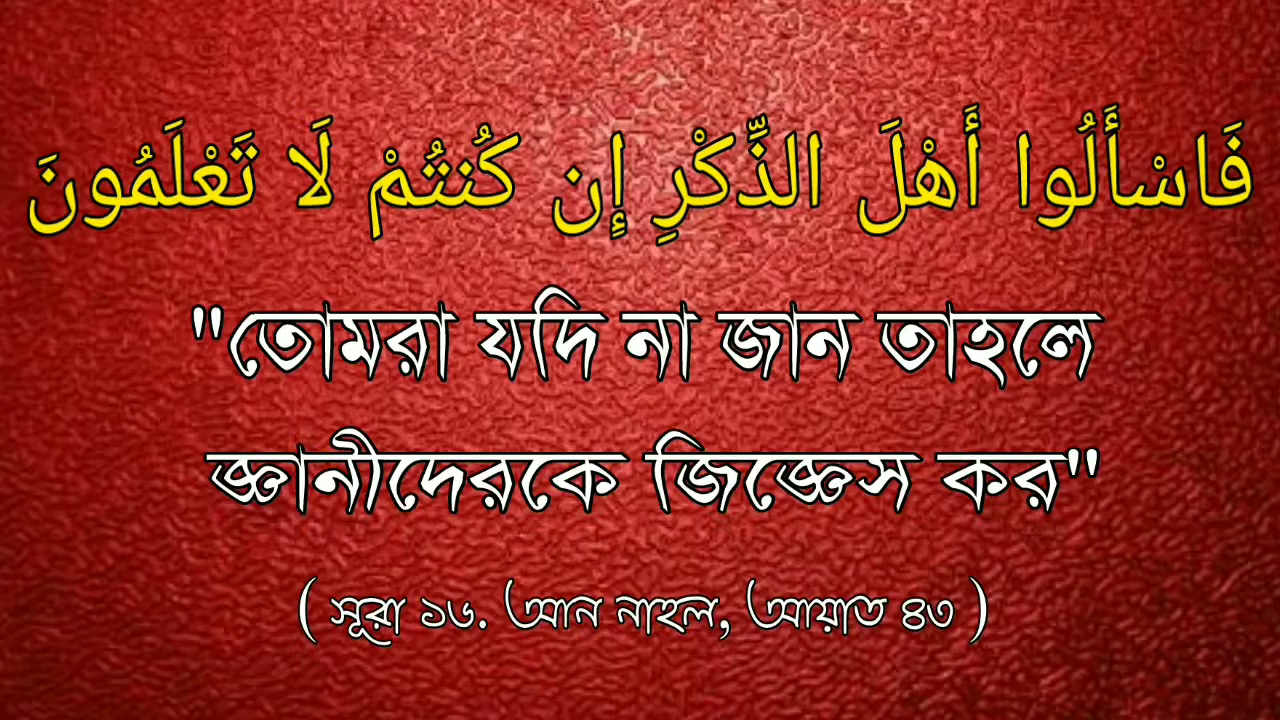 فَاسْأَلُوا أَهْلَ الذِّكْرِ إِن كُنتُمْ لَا تَعْلَمُونَ
"তোমরা যদি না জান তাহলে
জ্ঞানীদেরকে জিজ্ঞেস কর"
( সূরা ১৬. আন নাহল, আয়াত ৪৩ )